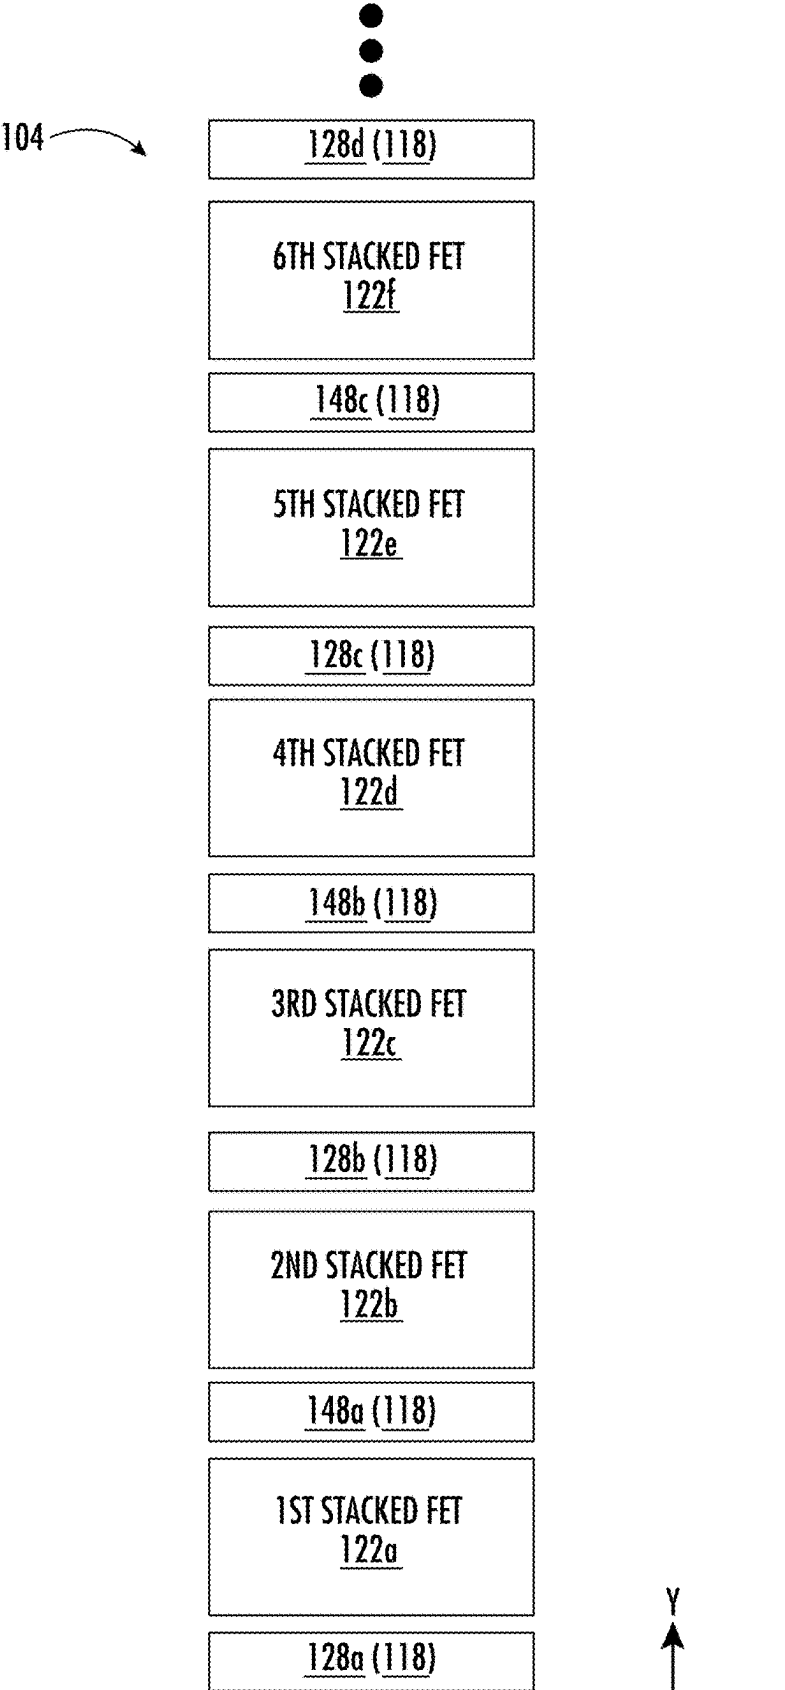 104
128d (118)
6TH STACKED FET
122f
148c (118)
5TH STACKED FET
122e
128c (118)
4TH STACKED FET
122d
148b (118)
3RD STACKED FET
122c
128b (118)
2ND STACKED FET
122b
148a (118)
1ST STACKED FET
122a
Y
128a (118)